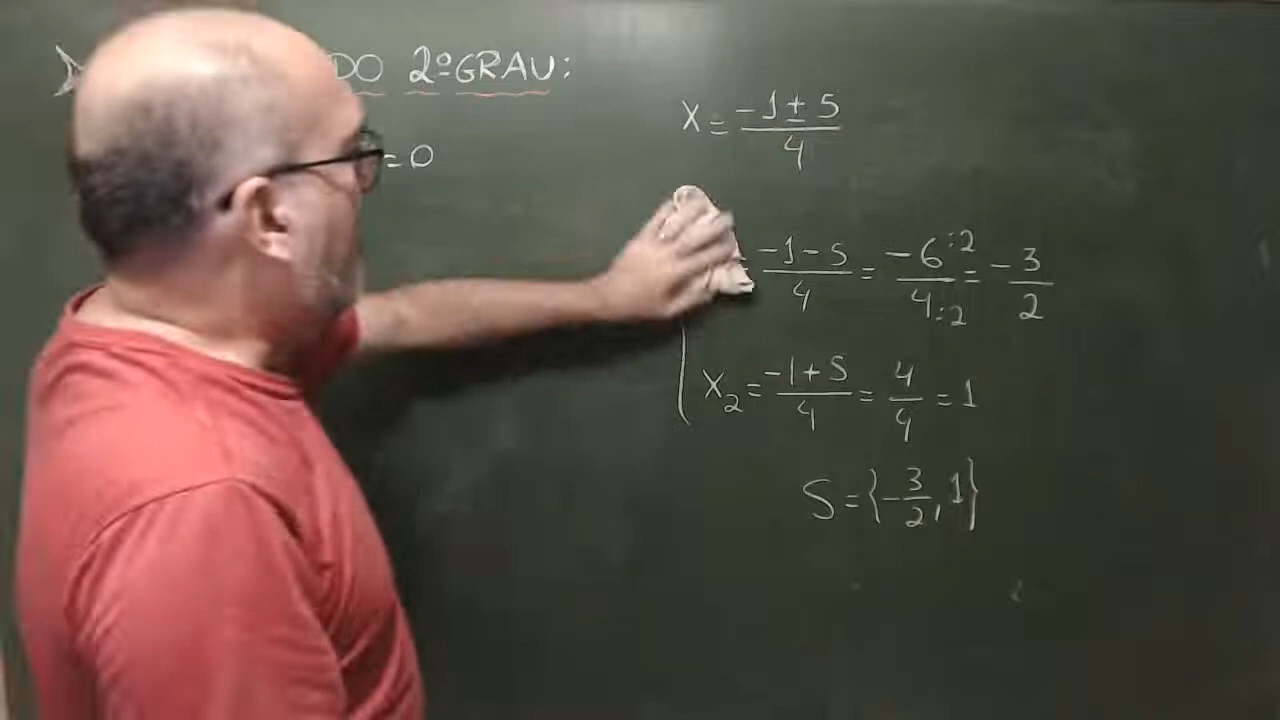 DO 2º GRAU:
=0
X = -1 ± 5 / 4
-1-5 / 4 = -6:2 / 4:2 = -3/2
X₂ = -1+5 / 4 = 4/4 = 1
S = {-3/2, 1}